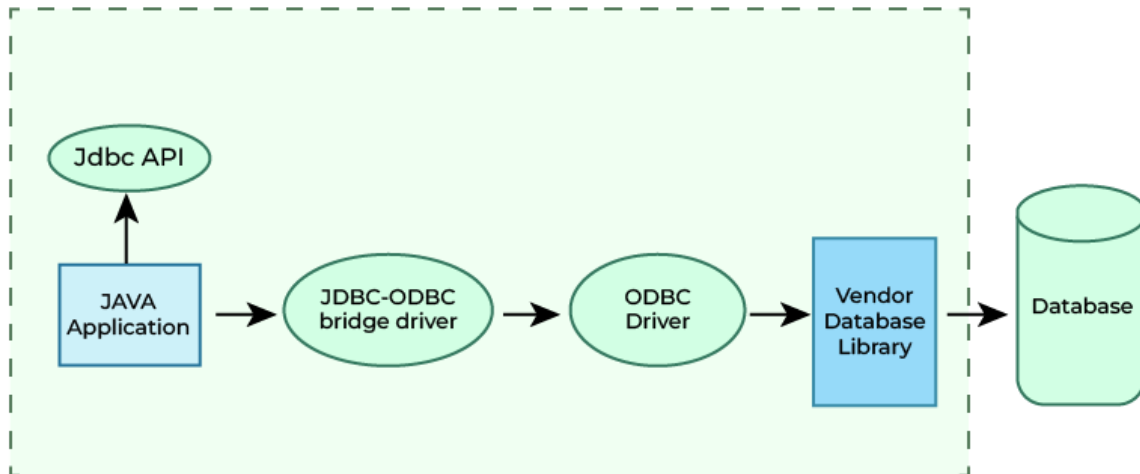 Jdbc API
JAVA
Application
JDBC-ODBC
bridge driver
ODBC
Driver
Vendor
Database
Library
Database